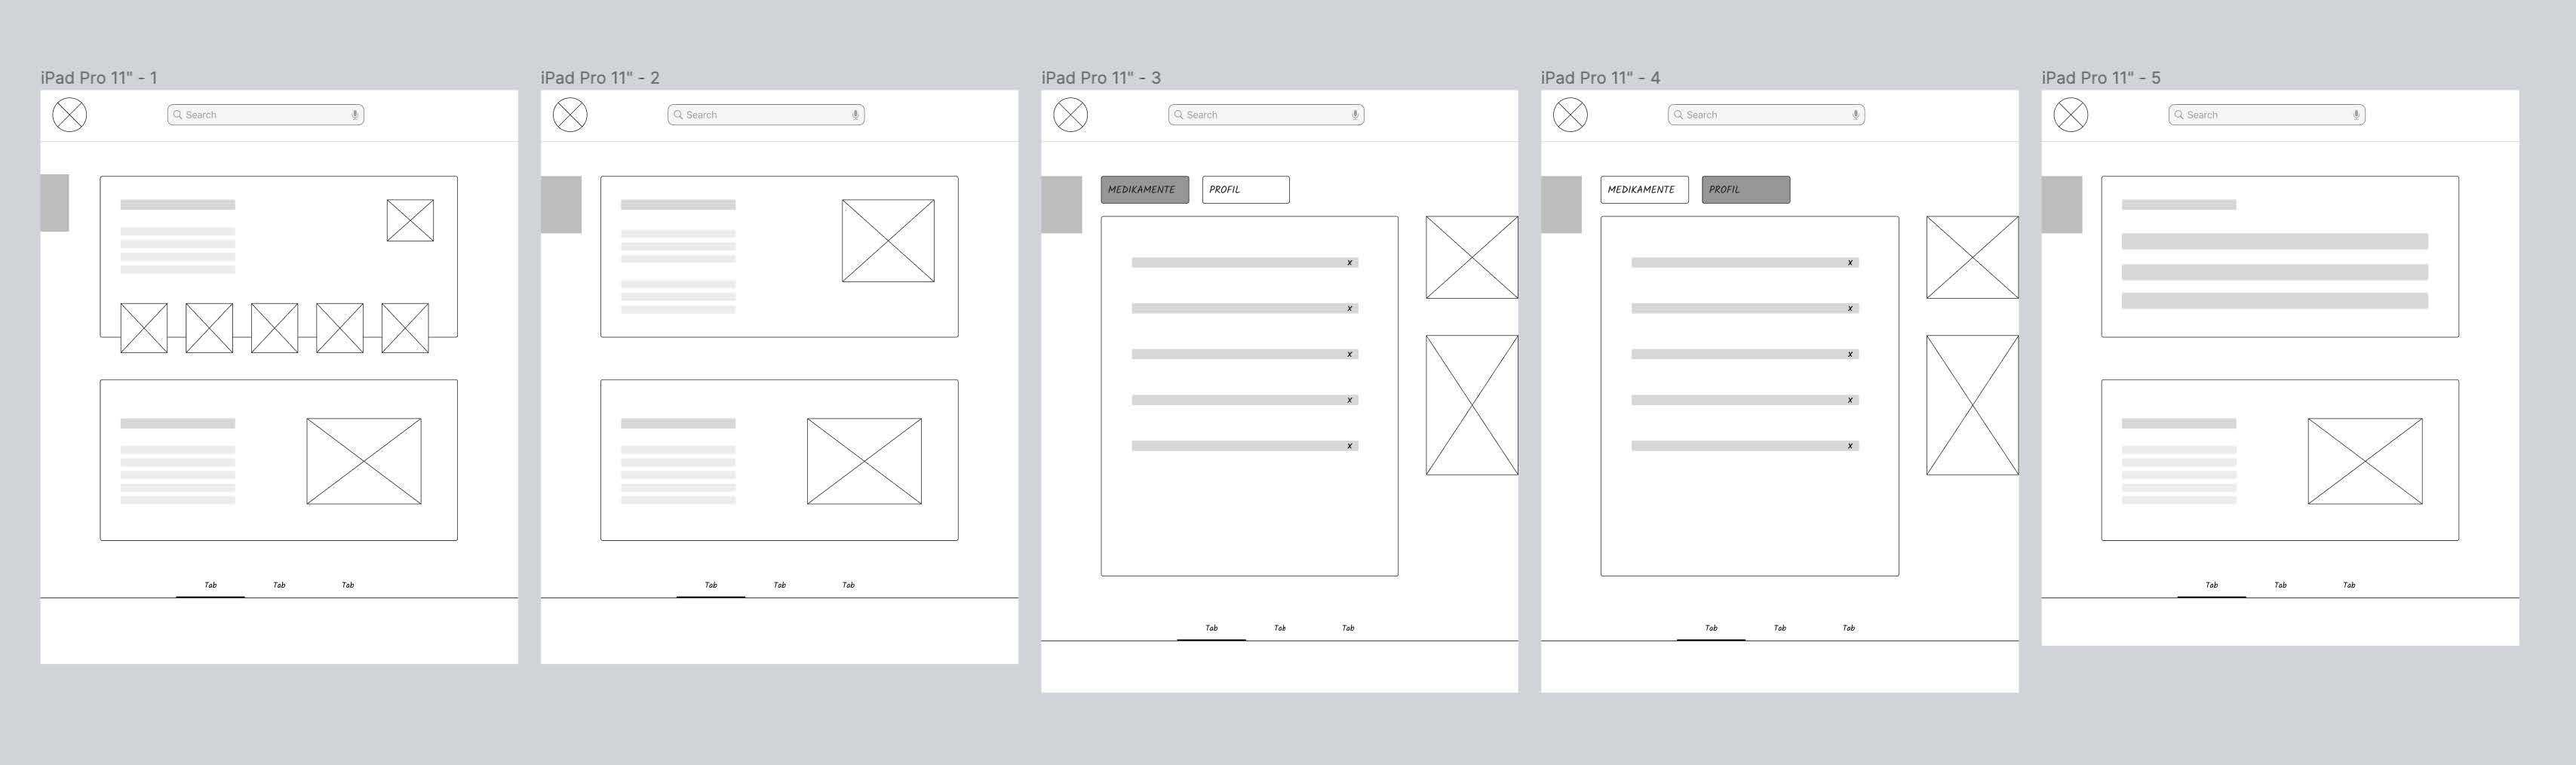 iPad Pro 11" - 1
Search
Tab Tab Tab
iPad Pro 11" - 2
Search
Tab Tab Tab
iPad Pro 11" - 3
Search
MEDIKAMENTE PROFIL
x
x
x
x
x
Tab Tab Tab
iPad Pro 11" - 4
Search
MEDIKAMENTE PROFIL
x
x
x
x
x
Tab Tab Tab
iPad Pro 11" - 5
Search
Tab Tab Tab